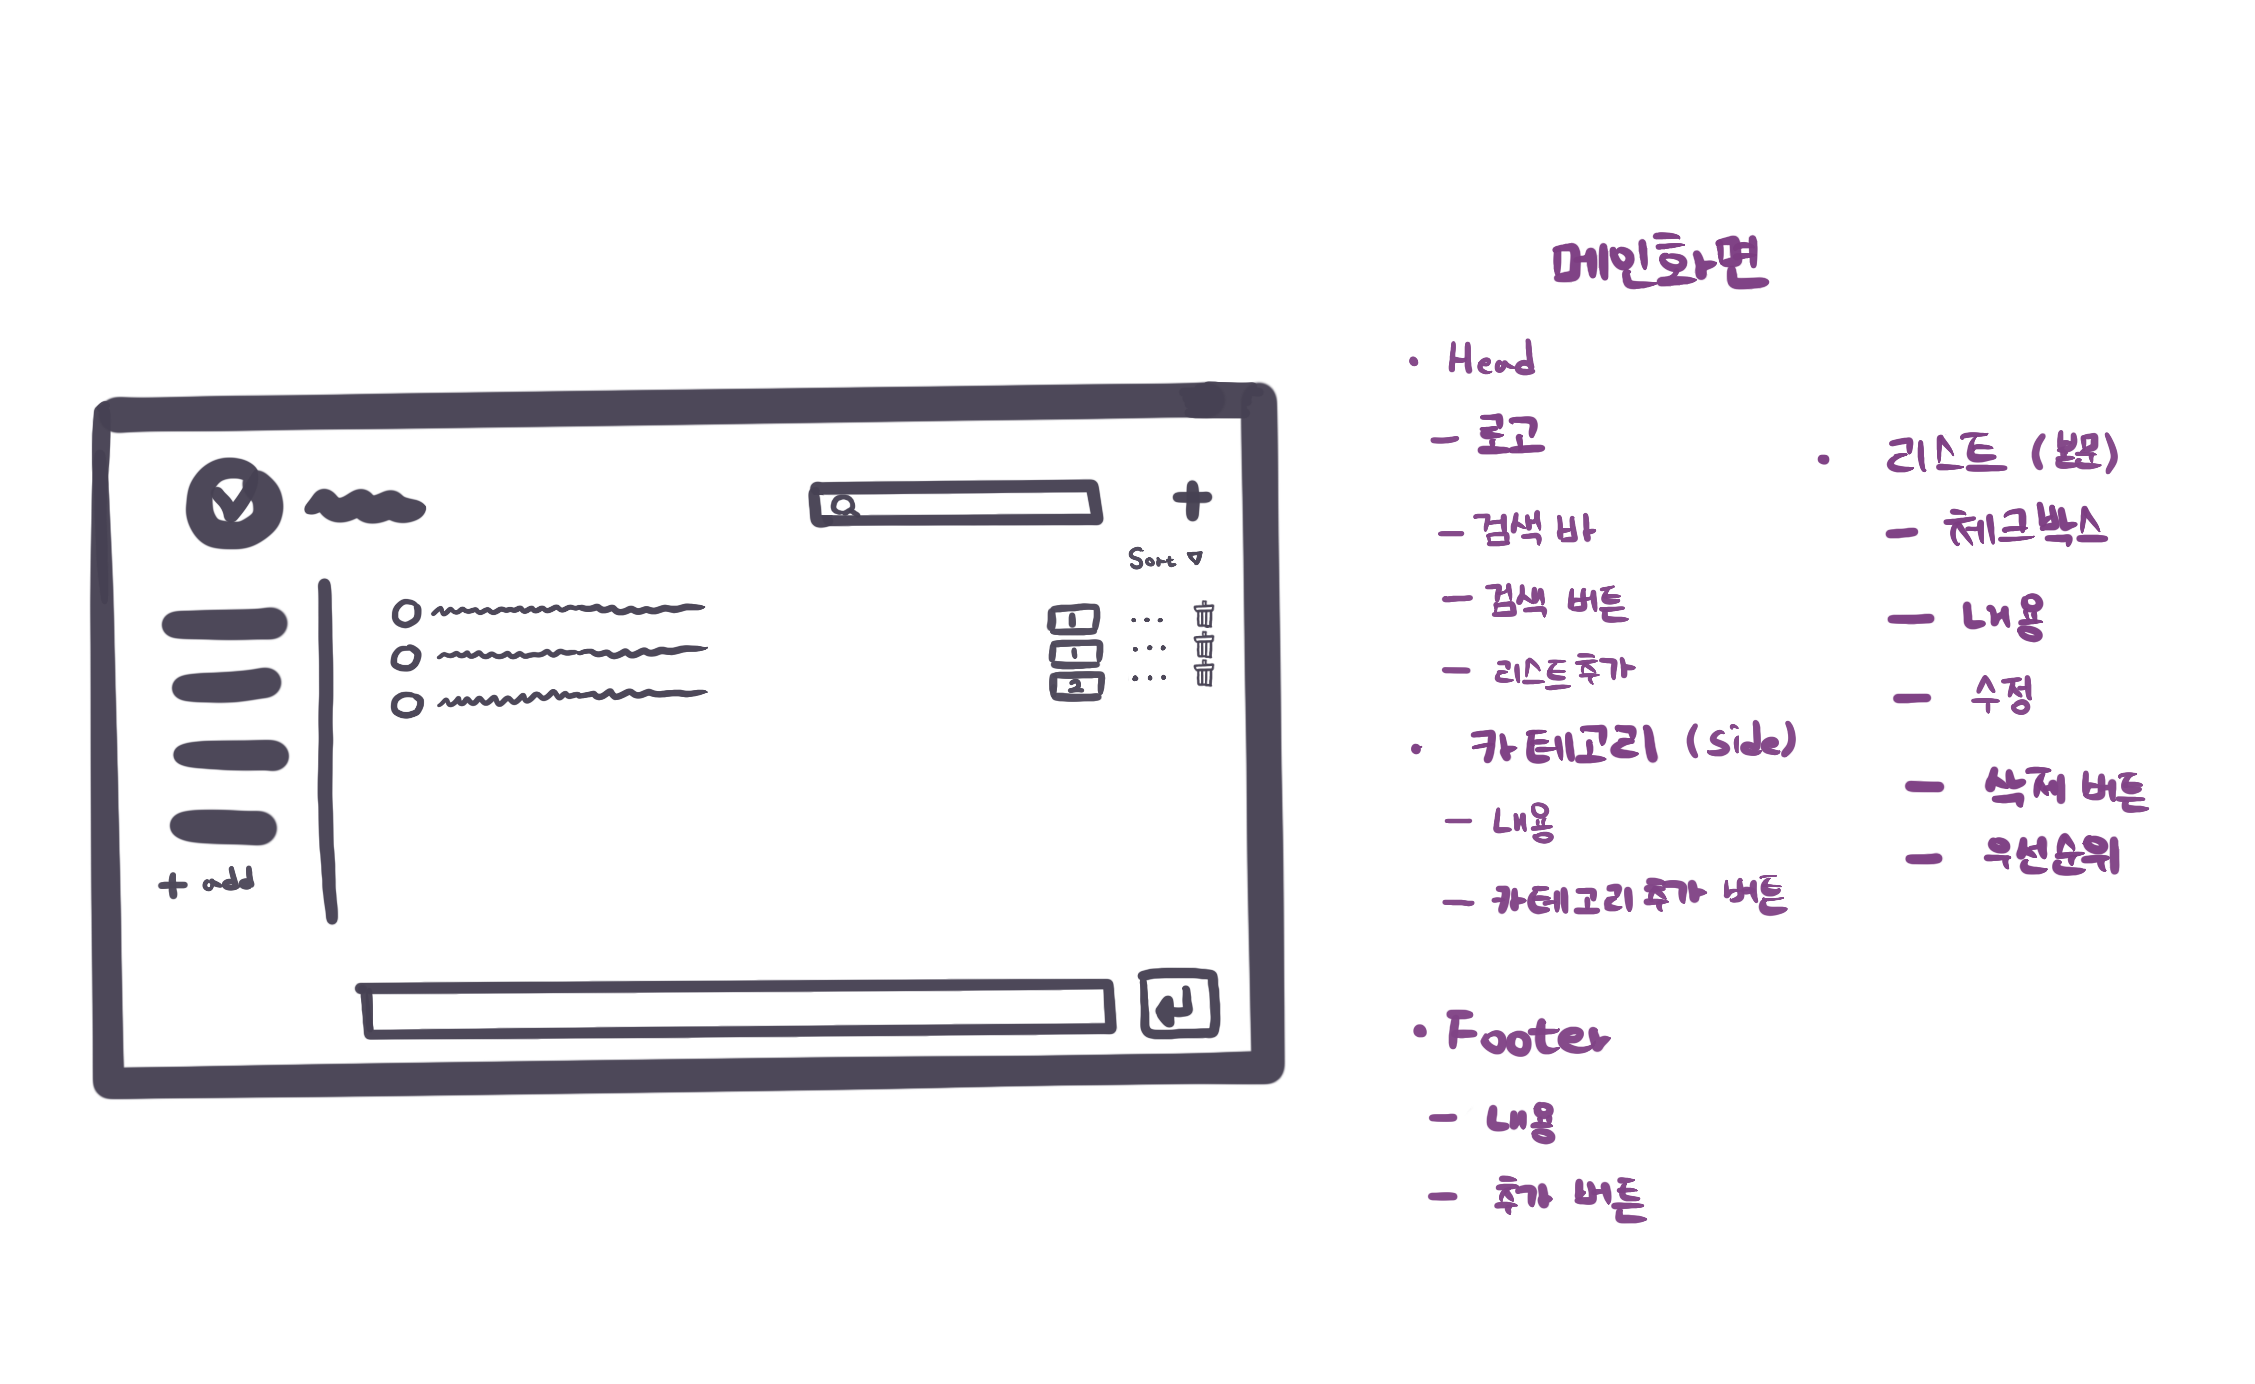 메인화면
• Head
- 로고
- 검색 바
- 검색 버튼
- 리스트추가
• 카테고리 (side)
- 내용
- 카테고리추가 버튼
• Footer
- 내용
- 추가 버튼
• 리스트 (본문)
- 체크박스
- 내용
- 수정
- 삭제 버튼
- 우선순위
+
Sort ▽
1 ...
1 ...
2 ...
+ add